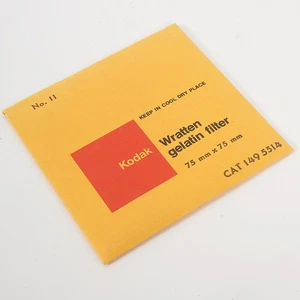 No. 11
KEEP IN COOL DRY PLACE
Kodak
Wratten
gelatin filter
75 mm x 75 mm
CAT 149 5514